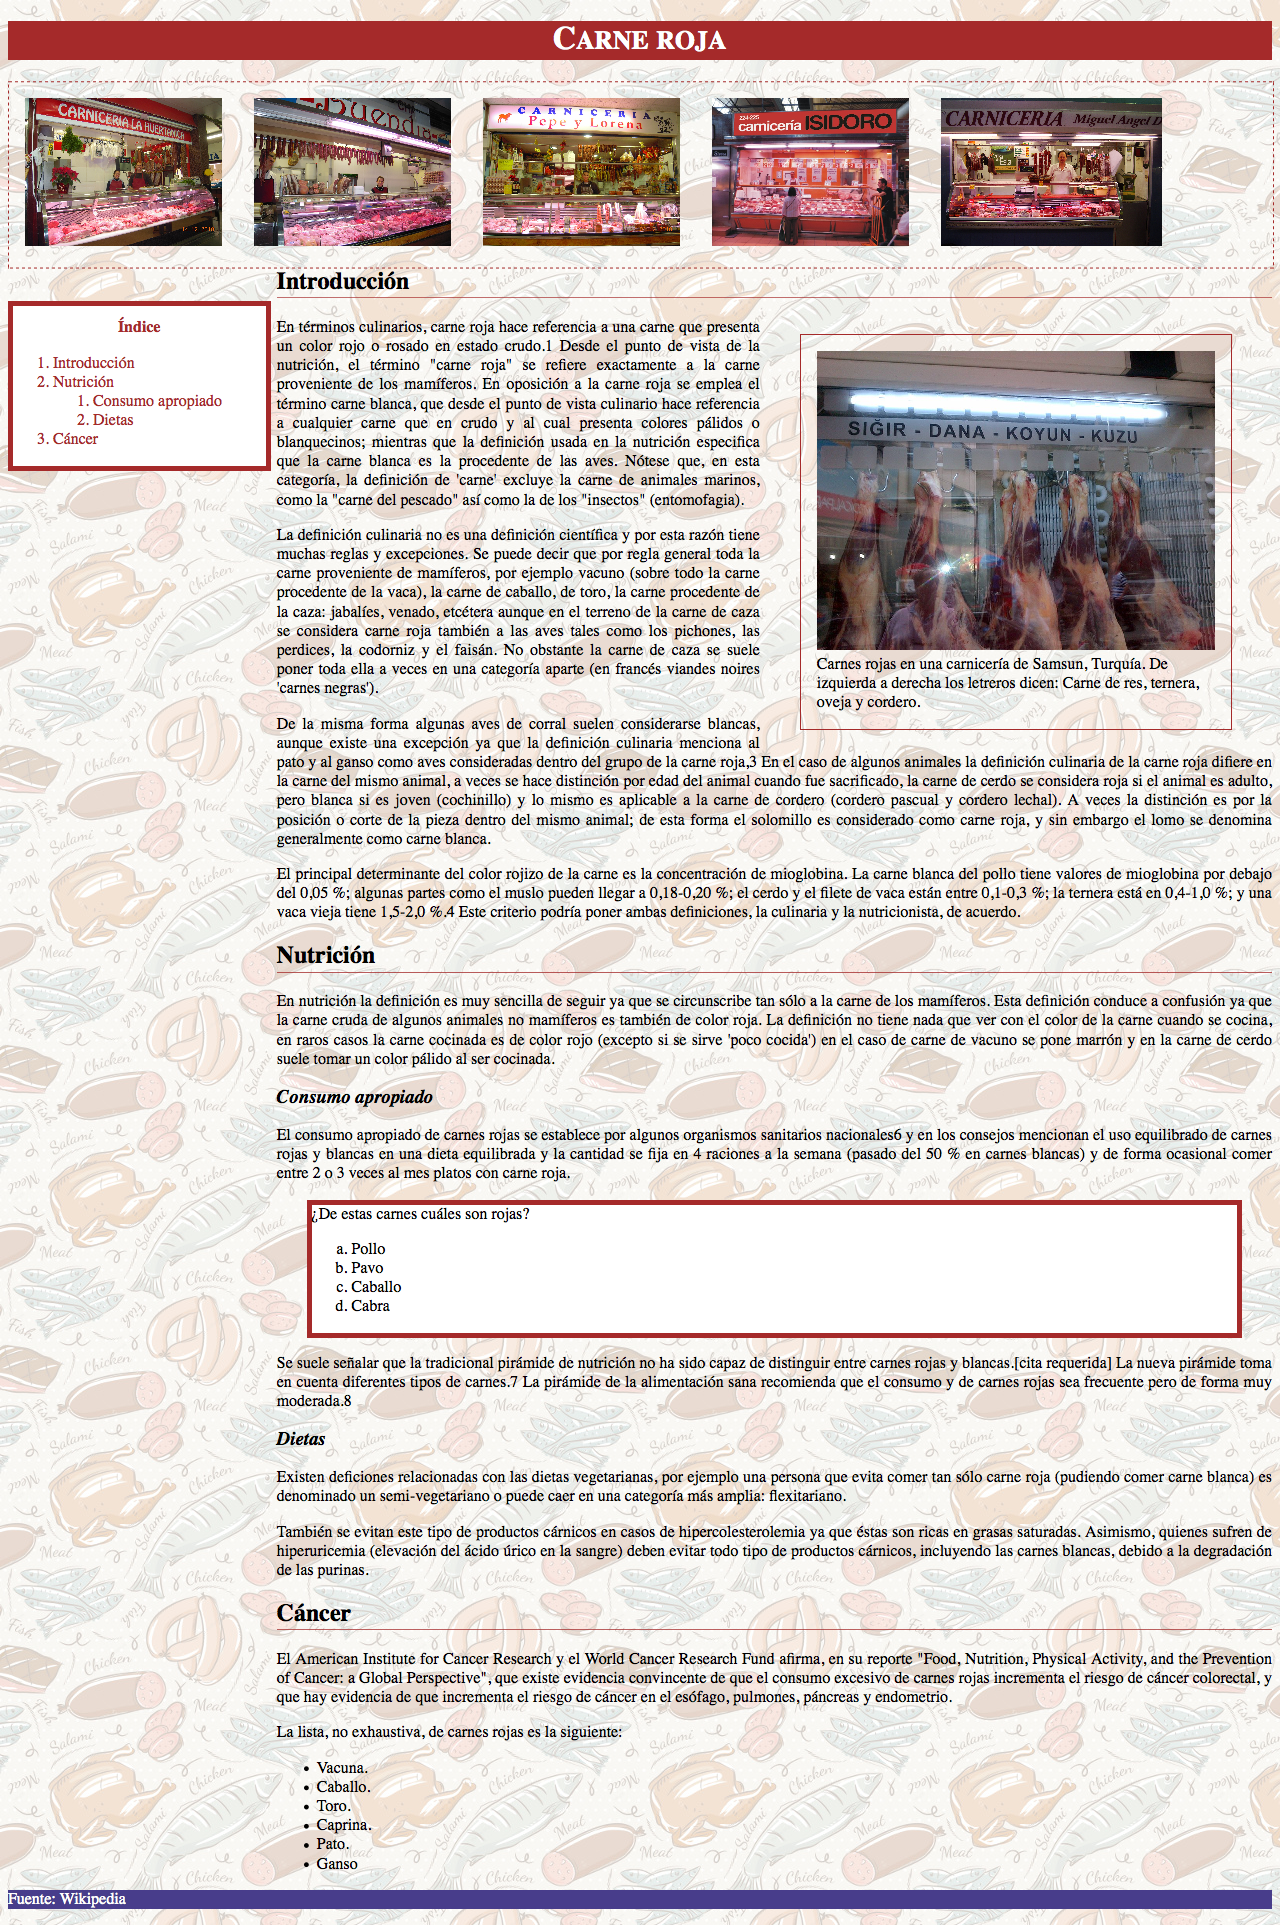 CARNE ROJA
CARNICERIA LA HUERTANICA
Buendia
CARNICERIA
Pepe y Lorena
224-225
carnicería ISIDORO
CARNICERIA Miguel Angel D
Introducción
Índice
1. Introducción
2. Nutrición
1. Consumo apropiado
2. Dietas
3. Cáncer
En términos culinarios, carne roja hace referencia a una carne que presenta
un color rojo o rosado en estado crudo.1 Desde el punto de vista de la
nutrición, el término "carne roja" se refiere exactamente a la carne
proveniente de los mamíferos. En oposición a la carne roja se emplea el
término carne blanca, que desde el punto de vista culinario hace referencia
a cualquier carne que en crudo y al cual presenta colores pálidos o
blanquecinos; mientras que la definición usada en la nutrición especifica
que la carne blanca es la procedente de las aves. Nótese que, en esta
categoría, la definición de 'carne' excluye la carne de animales marinos,
como la "carne del pescado" así como la de los "insectos" (entomofagia).
SIĞIR - DANA - KOYUN - KUZU
Carnes rojas en una carnicería de Samsun, Turquía. De
izquierda a derecha los letreros dicen: Carne de res, ternera,
oveja y cordero.
La definición culinaria no es una definición científica y por esta razón tiene
muchas reglas y excepciones. Se puede decir que por regla general toda la
carne proveniente de mamíferos, por ejemplo vacuno (sobre todo la carne
procedente de la vaca), la carne de caballo, de toro, la carne procedente de
la caza: jabalíes, venado, etcétera aunque en el terreno de la carne de caza
se considera carne roja también a las aves tales como los pichones, las
perdices, la codorniz y el faisán. No obstante la carne de caza se suele
poner toda ella a veces en una categoría aparte (en francés viandes noires
'carnes negras').
De la misma forma algunas aves de corral suelen considerarse blancas,
aunque existe una excepción ya que la definición culinaria menciona al
pato y al ganso como aves consideradas dentro del grupo de la carne roja,3 En el caso de algunos animales la definición culinaria de la carne roja difiere en
la carne del mismo animal, a veces se hace distinción por edad del animal cuando fue sacrificado, la carne de cerdo se considera roja si el animal es adulto,
pero blanca si es joven (cochinillo) y lo mismo es aplicable a la carne de cordero (cordero pascual y cordero lechal). A veces la distinción es por la
posición o corte de la pieza dentro del mismo animal; de esta forma el solomillo es considerado como carne roja, y sin embargo el lomo se denomina
generalmente como carne blanca.
El principal determinante del color rojizo de la carne es la concentración de mioglobina. La carne blanca del pollo tiene valores de mioglobina por debajo
del 0,05 %; algunas partes como el muslo pueden llegar a 0,18-0,20 %; el cerdo y el filete de vaca están entre 0,1-0,3 %; la ternera está en 0,4-1,0 %; y una
vaca vieja tiene 1,5-2,0 %.4 Este criterio podría poner ambas definiciones, la culinaria y la nutricionista, de acuerdo.
Nutrición
En nutrición la definición es muy sencilla de seguir ya que se circunscribe tan sólo a la carne de los mamíferos. Esta definición conduce a confusión ya que
la carne cruda de algunos animales no mamíferos es también de color roja. La definición no tiene nada que ver con el color de la carne cuando se cocina,
en raros casos la carne cocinada es de color rojo (excepto si se sirve 'poco cocida') en el caso de carne de vacuno se pone marrón y en la carne de cerdo
suele tomar un color pálido al ser cocinada.
Consumo apropiado
El consumo apropiado de carnes rojas se establece por algunos organismos sanitarios nacionales6 y en los consejos mencionan el uso equilibrado de carnes
rojas y blancas en una dieta equilibrada y la cantidad se fija en 4 raciones a la semana (pasado del 50 % en carnes blancas) y de forma ocasional comer
entre 2 o 3 veces al mes platos con carne roja.
¿De estas carnes cuáles son rojas?
a. Pollo
b. Pavo
c. Caballo
d. Cabra
Se suele señalar que la tradicional pirámide de nutrición no ha sido capaz de distinguir entre carnes rojas y blancas.[cita requerida] La nueva pirámide toma
en cuenta diferentes tipos de carnes.7 La pirámide de la alimentación sana recomienda que el consumo y de carnes rojas sea frecuente pero de forma muy
moderada.8
Dietas
Existen deficiones relacionadas con las dietas vegetarianas, por ejemplo una persona que evita comer tan sólo carne roja (pudiendo comer carne blanca) es
denominado un semi-vegetariano o puede caer en una categoría más amplia: flexitariano.
También se evitan este tipo de productos cárnicos en casos de hipercolesterolemia ya que éstas son ricas en grasas saturadas. Asimismo, quienes sufren de
hiperuricemia (elevación del ácido úrico en la sangre) deben evitar todo tipo de productos cárnicos, incluyendo las carnes blancas, debido a la degradación
de las purinas.
Cáncer
El American Institute for Cancer Research y el World Cancer Research Fund afirma, en su reporte "Food, Nutrition, Physical Activity, and the Prevention
of Cancer: a Global Perspective", que existe evidencia convincente de que el consumo excesivo de carnes rojas incrementa el riesgo de cáncer colorectal, y
que hay evidencia de que incrementa el riesgo de cáncer en el esófago, pulmones, páncreas y endometrio.
La lista, no exhaustiva, de carnes rojas es la siguiente:
• Vacuna.
• Caballo.
• Toro.
• Caprina.
• Pato.
• Ganso
Fuente: Wikipedia